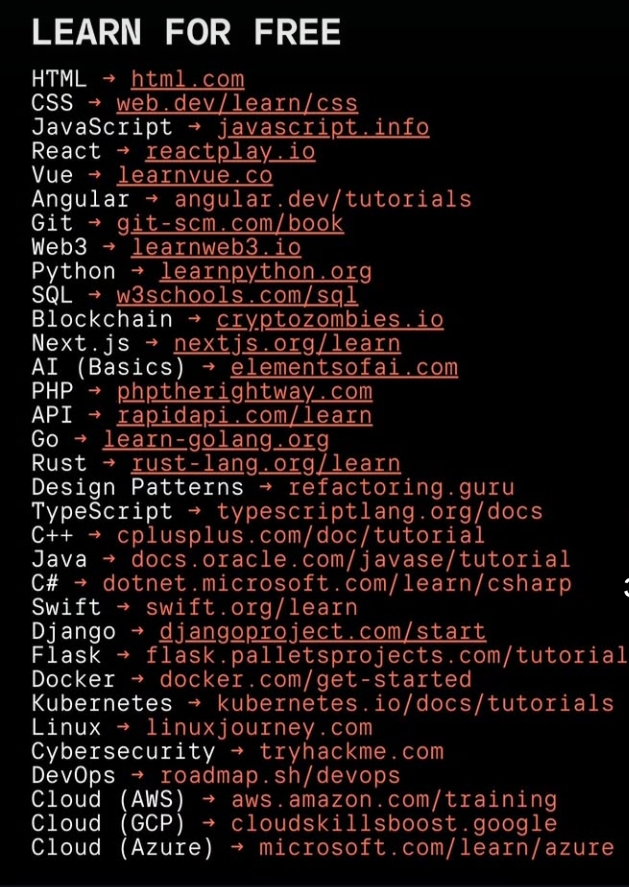 LEARN FOR FREE
HTML → html.com
CSS → web.dev/learn/css
JavaScript → javascript.info
React → reactplay.io
Vue → learnvue.co
Angular → angular.dev/tutorials
Git → git-scm.com/book
Web3 → learnweb3.io
Python → learnpython.org
SQL → w3schools.com/sql
Blockchain → cryptozombies.io
Next.js → nextjs.org/learn
AI (Basics) → elementsofai.com
PHP → phptherightway.com
API → rapidapi.com/learn
Go → learn-golang.org
Rust → rust-lang.org/learn
Design Patterns → refactoring.guru
TypeScript → typescriptlang.org/docs
C++ → cplusplus.com/doc/tutorial
Java → docs.oracle.com/javase/tutorial
C# → dotnet.microsoft.com/learn/csharp
Swift → swift.org/learn
Django → djangoproject.com/start
Flask → flask.palletsprojects.com/tutorial
Docker → docker.com/get-started
Kubernetes → kubernetes.io/docs/tutorials
Linux → linuxjourney.com
Cybersecurity → tryhackme.com
DevOps → roadmap.sh/devops
Cloud (AWS) → aws.amazon.com/training
Cloud (GCP) → cloudskillsboost.google
Cloud (Azure) → microsoft.com/learn/azure